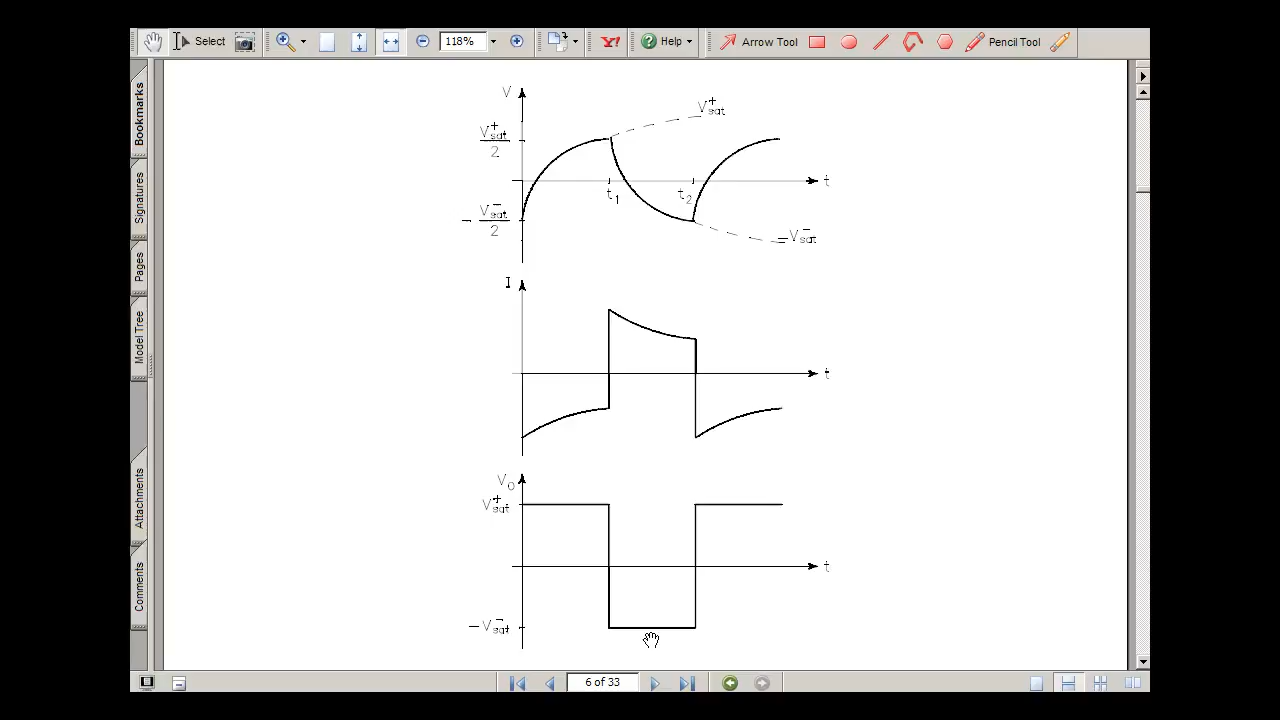 Select
118%
Y!
? Help
Arrow Tool
Pencil Tool
Bookmarks
Signatures
Pages
Model Tree
Attachments
Comments
V
V+sat
V+sat
2
t
t1
t2
- V-sat
2
-V-sat
I
t
VO
V+sat
t
-V-sat
6 of 33